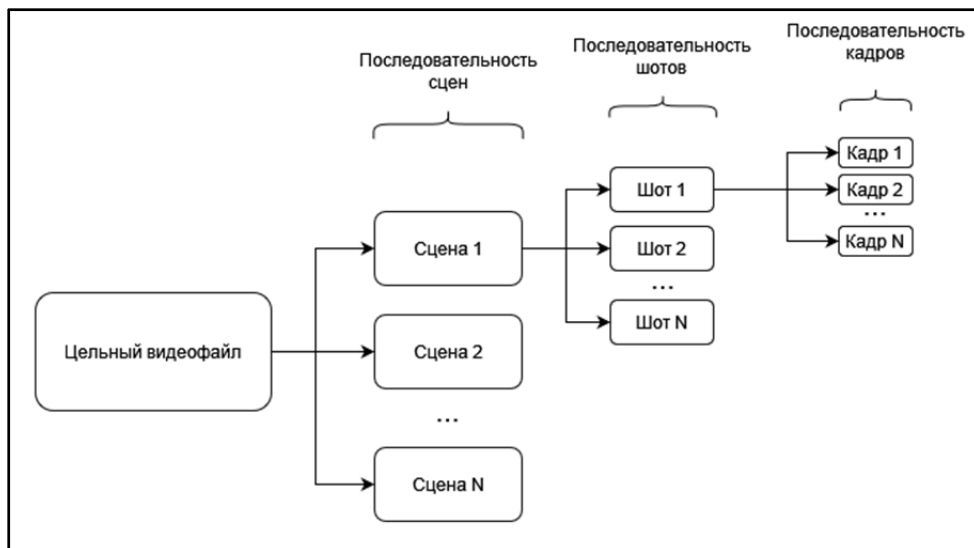 Последовательность
сцен
Последовательность
шотов
Последовательность
кадров
Цельный видеофайл
Сцена 1
Сцена 2
...
Сцена N
Шот 1
Шот 2
...
Шот N
Кадр 1
Кадр 2
...
Кадр N